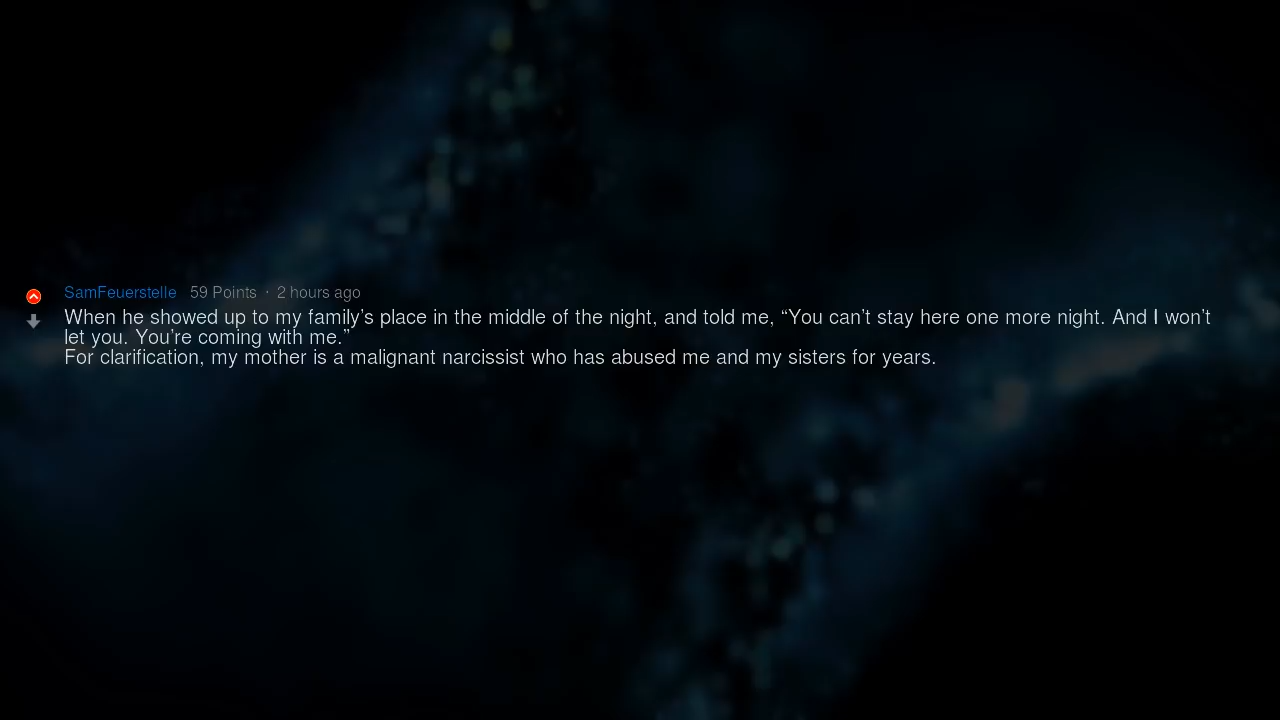 SamFeuerstelle 59 Points · 2 hours ago
When he showed up to my family’s place in the middle of the night, and told me, “You can’t stay here one more night. And I won’t
let you. You’re coming with me.”
For clarification, my mother is a malignant narcissist who has abused me and my sisters for years.